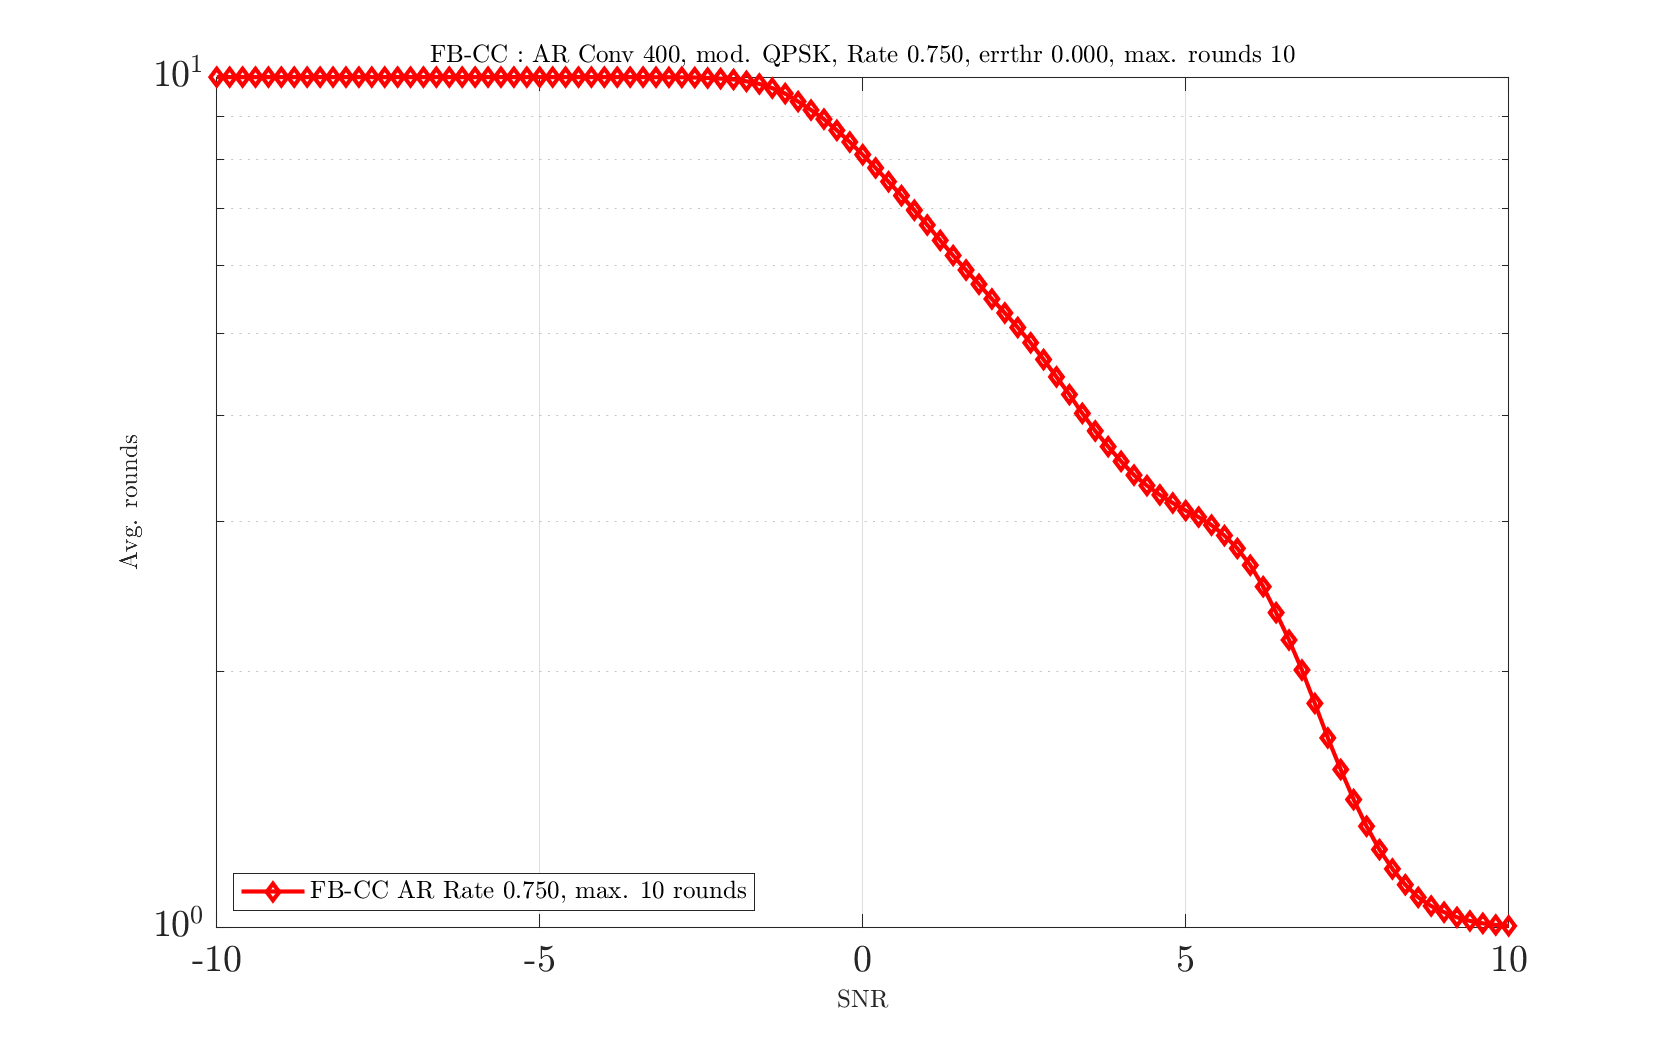 FB-CC : AR Conv 400, mod. QPSK, Rate 0.750, errthr 0.000, max. rounds 10
10^1
Avg. rounds
FB-CC AR Rate 0.750, max. 10 rounds
10^0
-10 -5 0 5 10
SNR